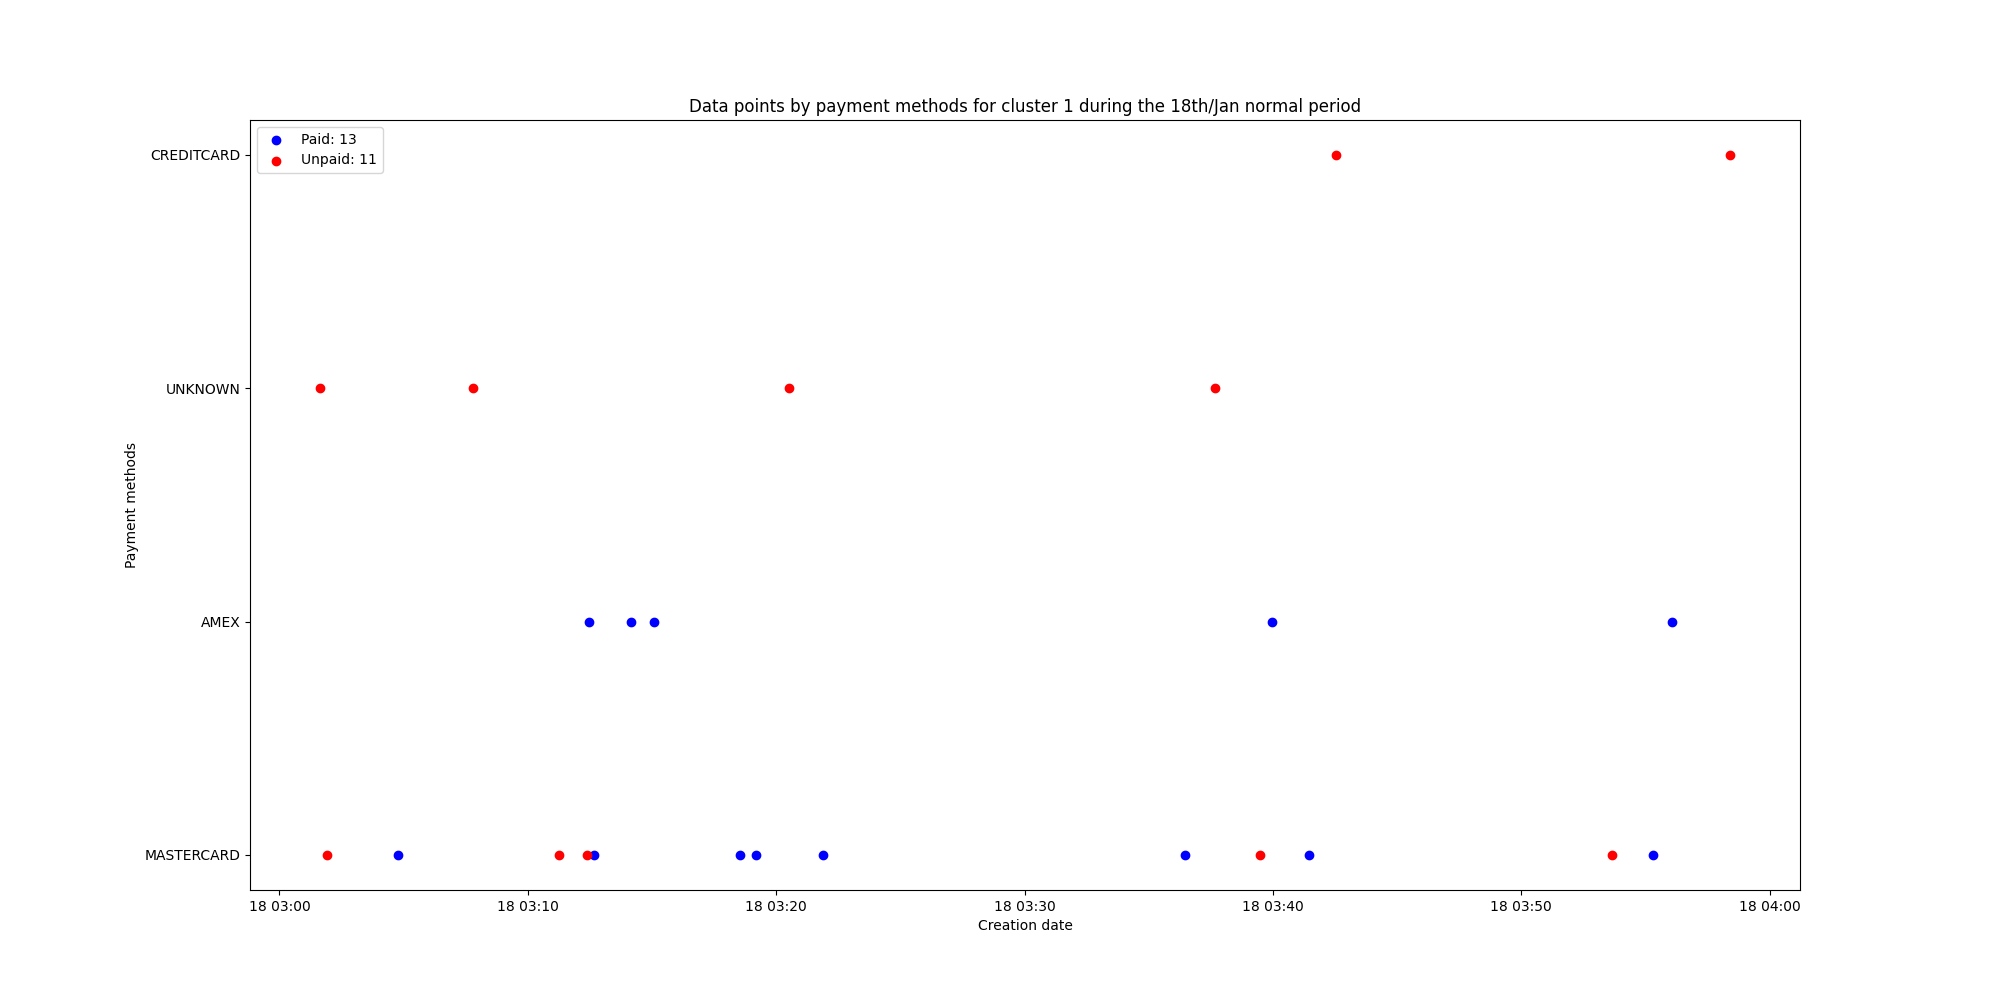 Data points by payment methods for cluster 1 during the 18th/Jan normal period
Paid: 13
Unpaid: 11
CREDITCARD
UNKNOWN
AMEX
MASTERCARD
Payment methods
18 03:00
18 03:10
18 03:20
18 03:30
18 03:40
18 03:50
18 04:00
Creation date